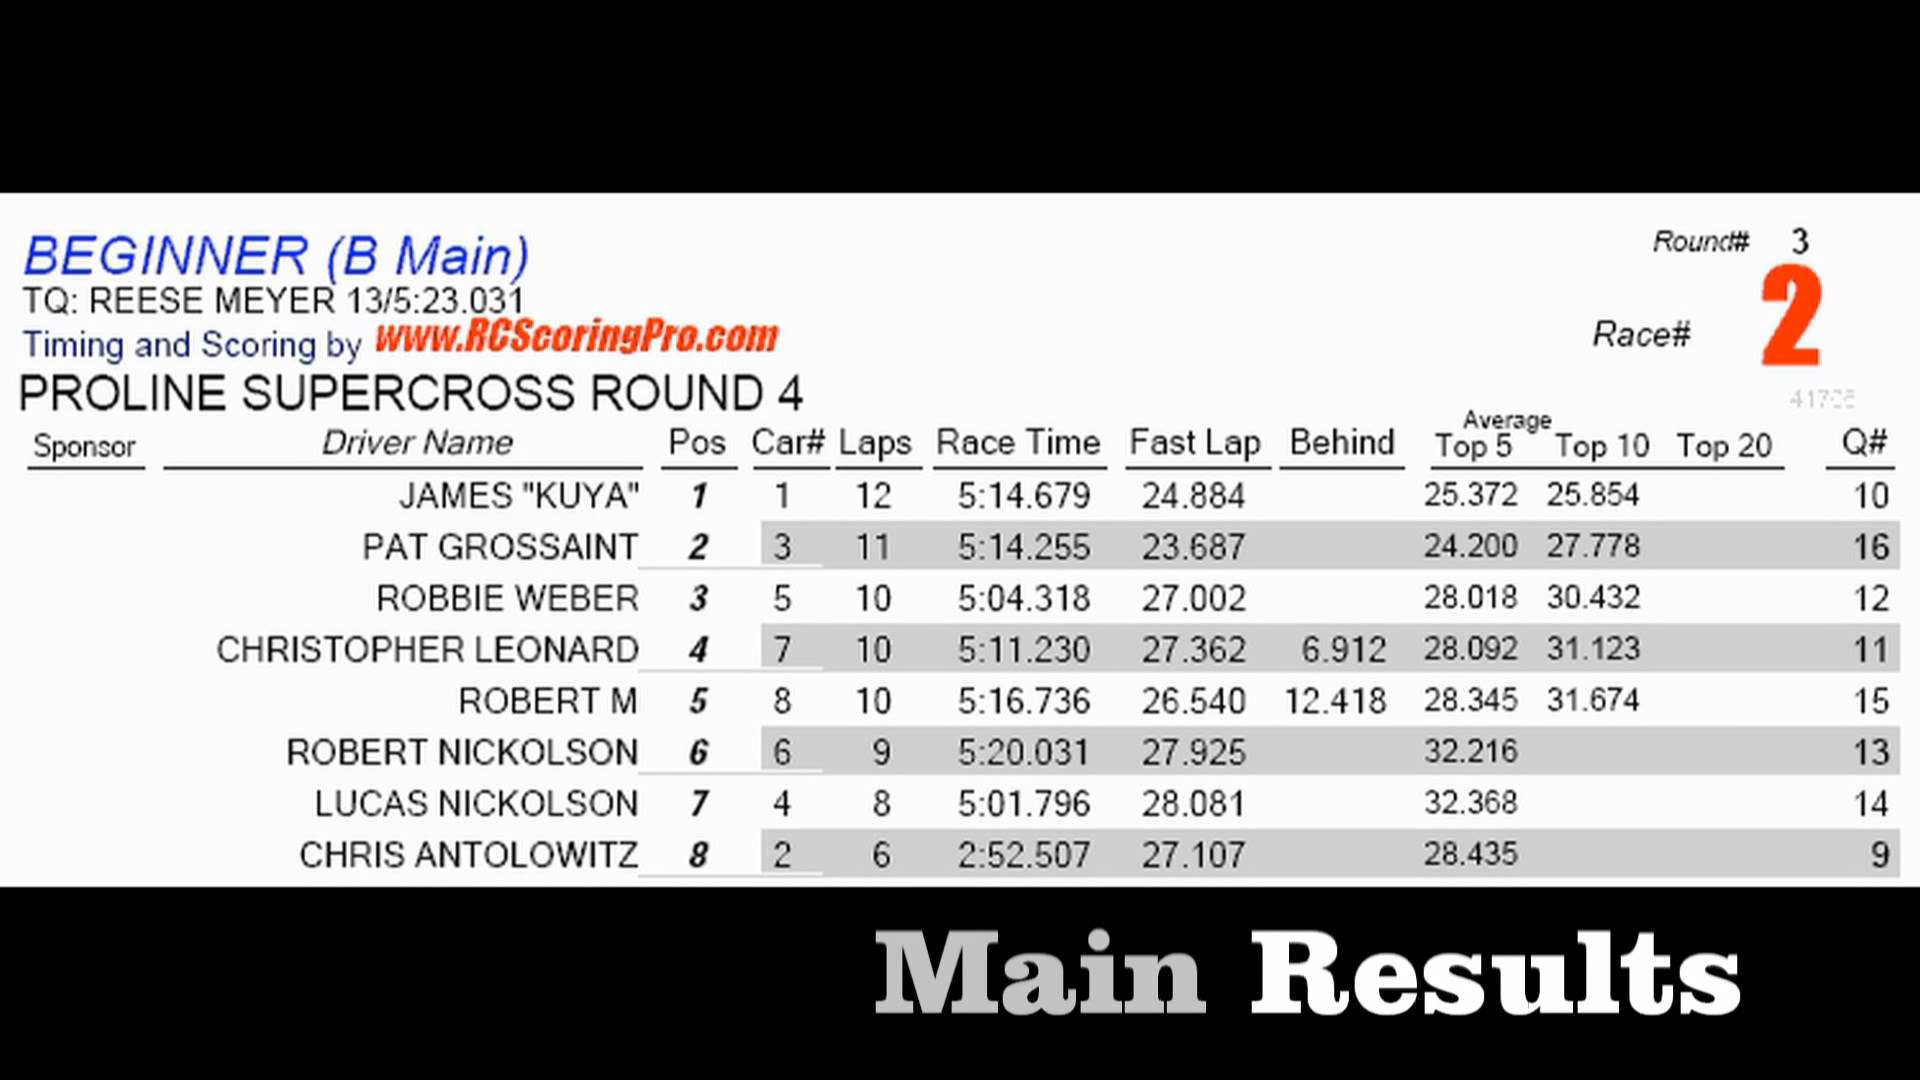 BEGINNER (B Main)
Round# 3
TQ: REESE MEYER 13/5:23.031
Timing and Scoring by www.RCScoringPro.com
Race# 2
PROLINE SUPERCROSS ROUND 4
Average
Sponsor Driver Name Pos Car# Laps Race Time Fast Lap Behind Top 5 Top 10 Top 20 Q#
JAMES "KUYA" 1 1 12 5:14.679 24.884 25.372 25.854 10
PAT GROSSAINT 2 3 11 5:14.255 23.687 24.200 27.778 16
ROBBIE WEBER 3 5 10 5:04.318 27.002 28.018 30.432 12
CHRISTOPHER LEONARD 4 7 10 5:11.230 27.362 6.912 28.092 31.123 11
ROBERT M 5 8 10 5:16.736 26.540 12.418 28.345 31.674 15
ROBERT NICKOLSON 6 6 9 5:20.031 27.925 32.216 13
LUCAS NICKOLSON 7 4 8 5:01.796 28.081 32.368 14
CHRIS ANTOLOWITZ 8 2 6 2:52.507 27.107 28.435 9
Main Results